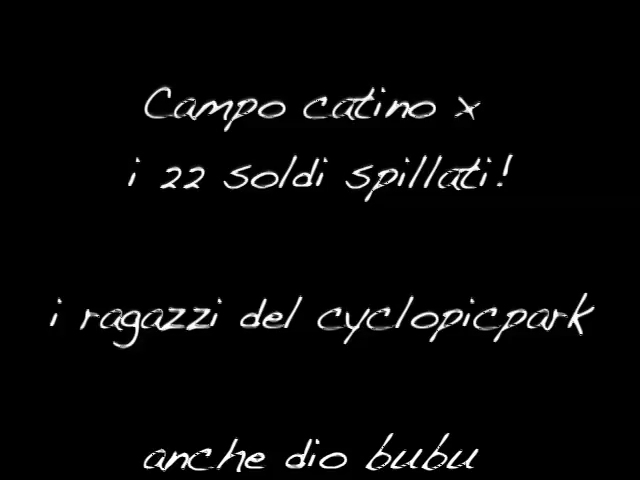 Campo catino x
i 22 soldi spillati!
i ragazzi del cyclopicpark
anche dio bubu